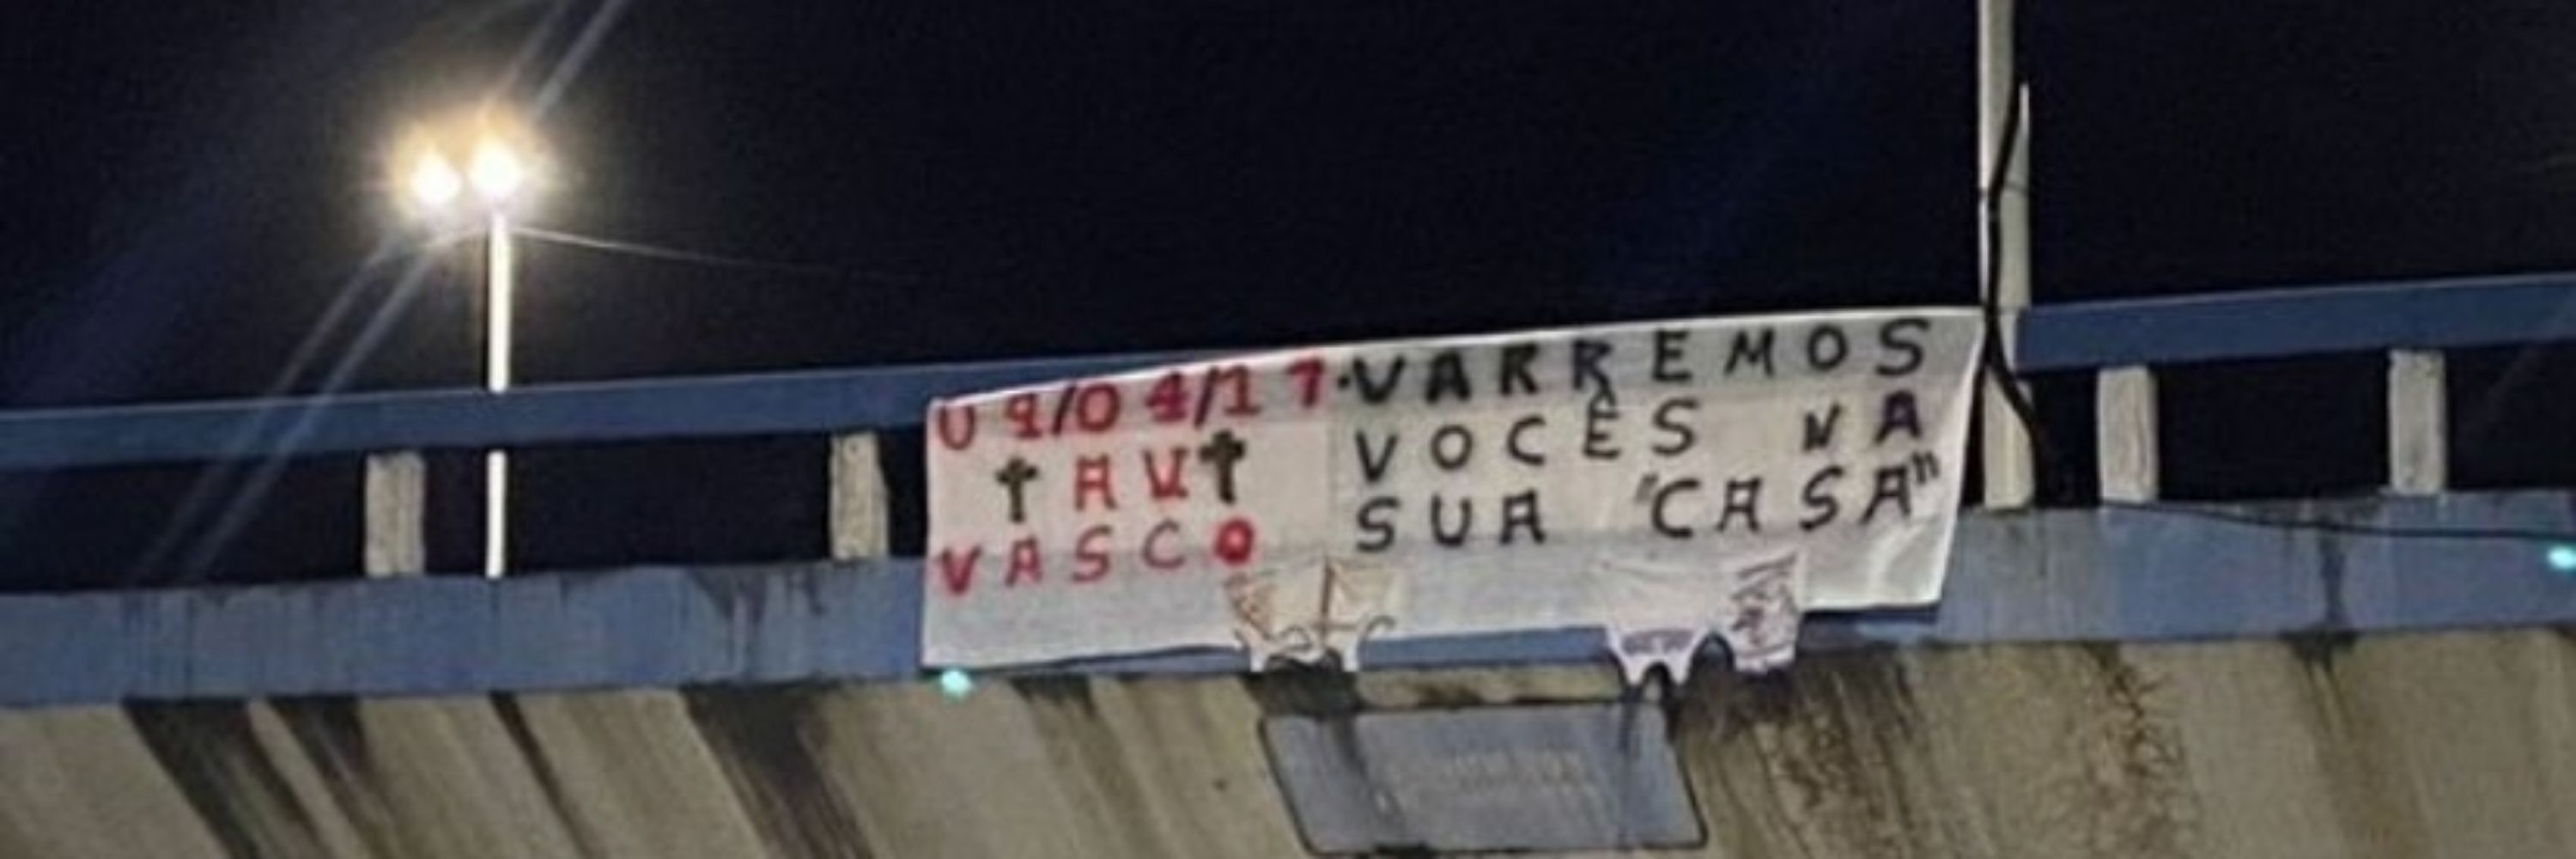 09/04/17
✝ AV ✝
VASCO
VARREMOS
VOCÊS NA
SUA "CASA"